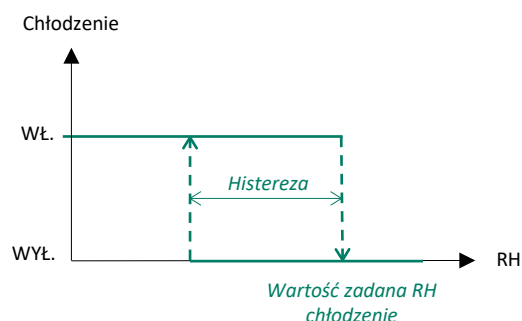 Chłodzenie
WŁ.
Histereza
WYŁ.
RH
Wartość zadana RH
chłodzenie